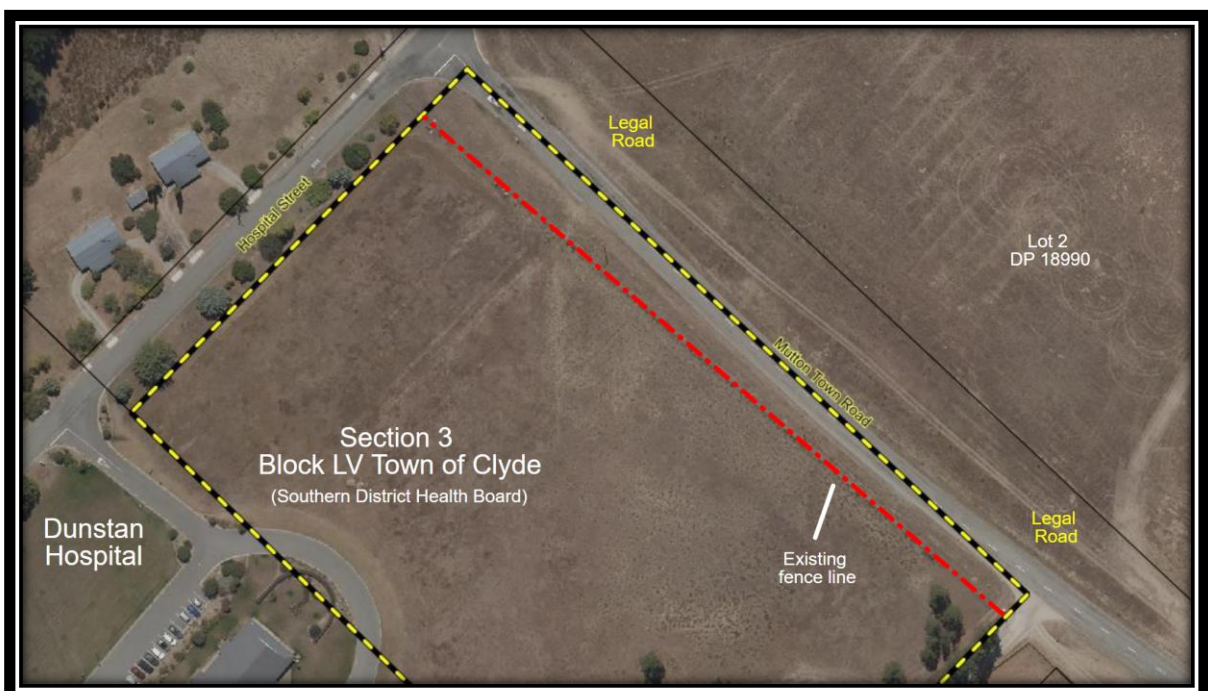 Legal
Road
Hospital Street
Lot 2
DP 18990
Mutton Town Road
Section 3
Block LV Town of Clyde
(Southern District Health Board)
Dunstan
Hospital
Existing
fence line
Legal
Road